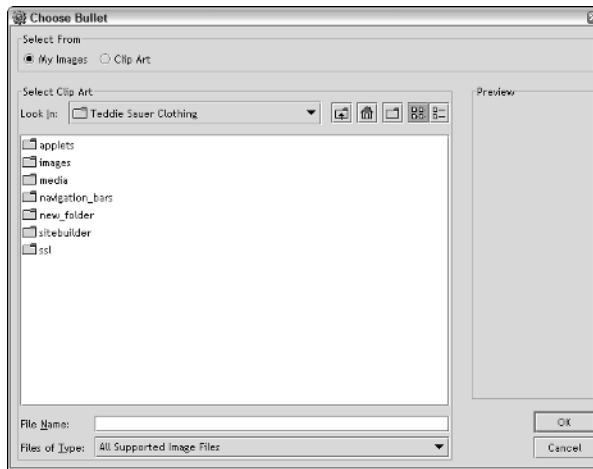 Choose Bullet
Select From
My Images Clip Art
Select Clip Art
Preview
Look In: Teddie Sauer Clothing
applets
images
media
navigation_bars
new_folder
sitebuilder
ssl
File Name:
OK
Files of Type: All Supported Image Files
Cancel